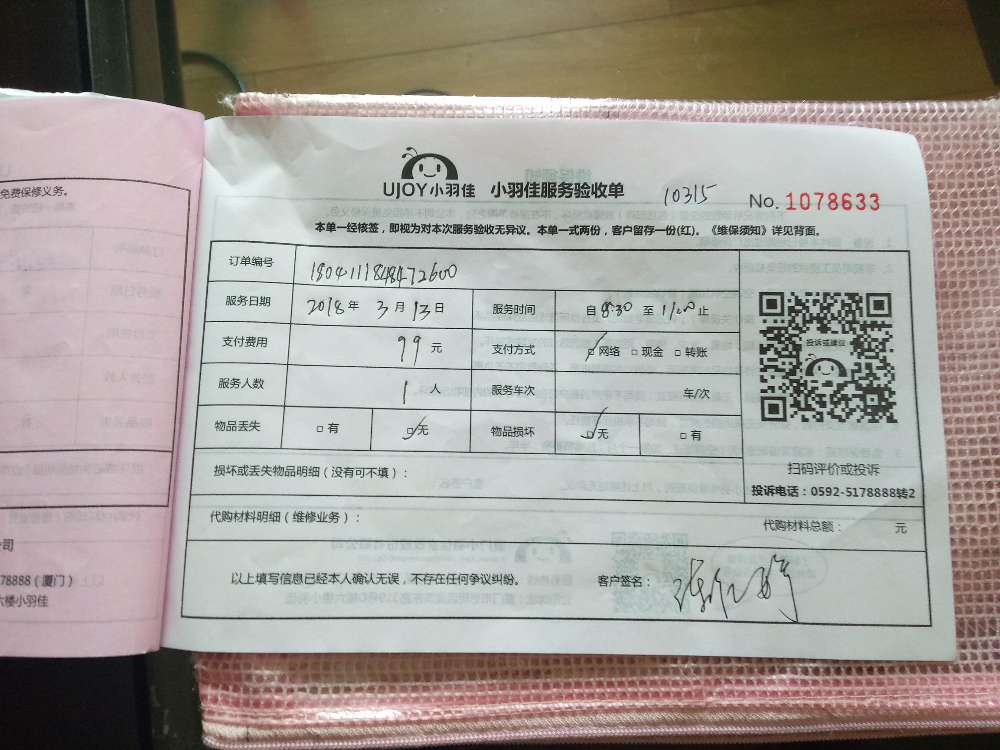 免费保修义务。
公司
78888（厦门）
六楼小羽佳
UJOY小羽佳 小羽佳服务验收单 10315 No. 1078633
本单一经核签，即视为对本次服务验收无异议。本单一式两份，客户留存一份(红)。《维保须知》详见背面。
订单编号
服务日期 2018年 3月 13日 服务时间 自 8:30 至 11:00 止
支付费用 99 元 支付方式 ☑网络 □现金 □转账
服务人数 1 人 服务车次 车/次
物品丢失 □有 ☑无 物品损坏 ☑无 □有
投诉或建议
扫码评价或投诉
投诉电话：0592-5178888转2
损坏或丢失物品明细（没有可不填）：
代购材料明细（维修业务）： 代购材料总额： 元
以上填写信息已经本人确认无误，不存在任何争议纠纷。 客户签名：